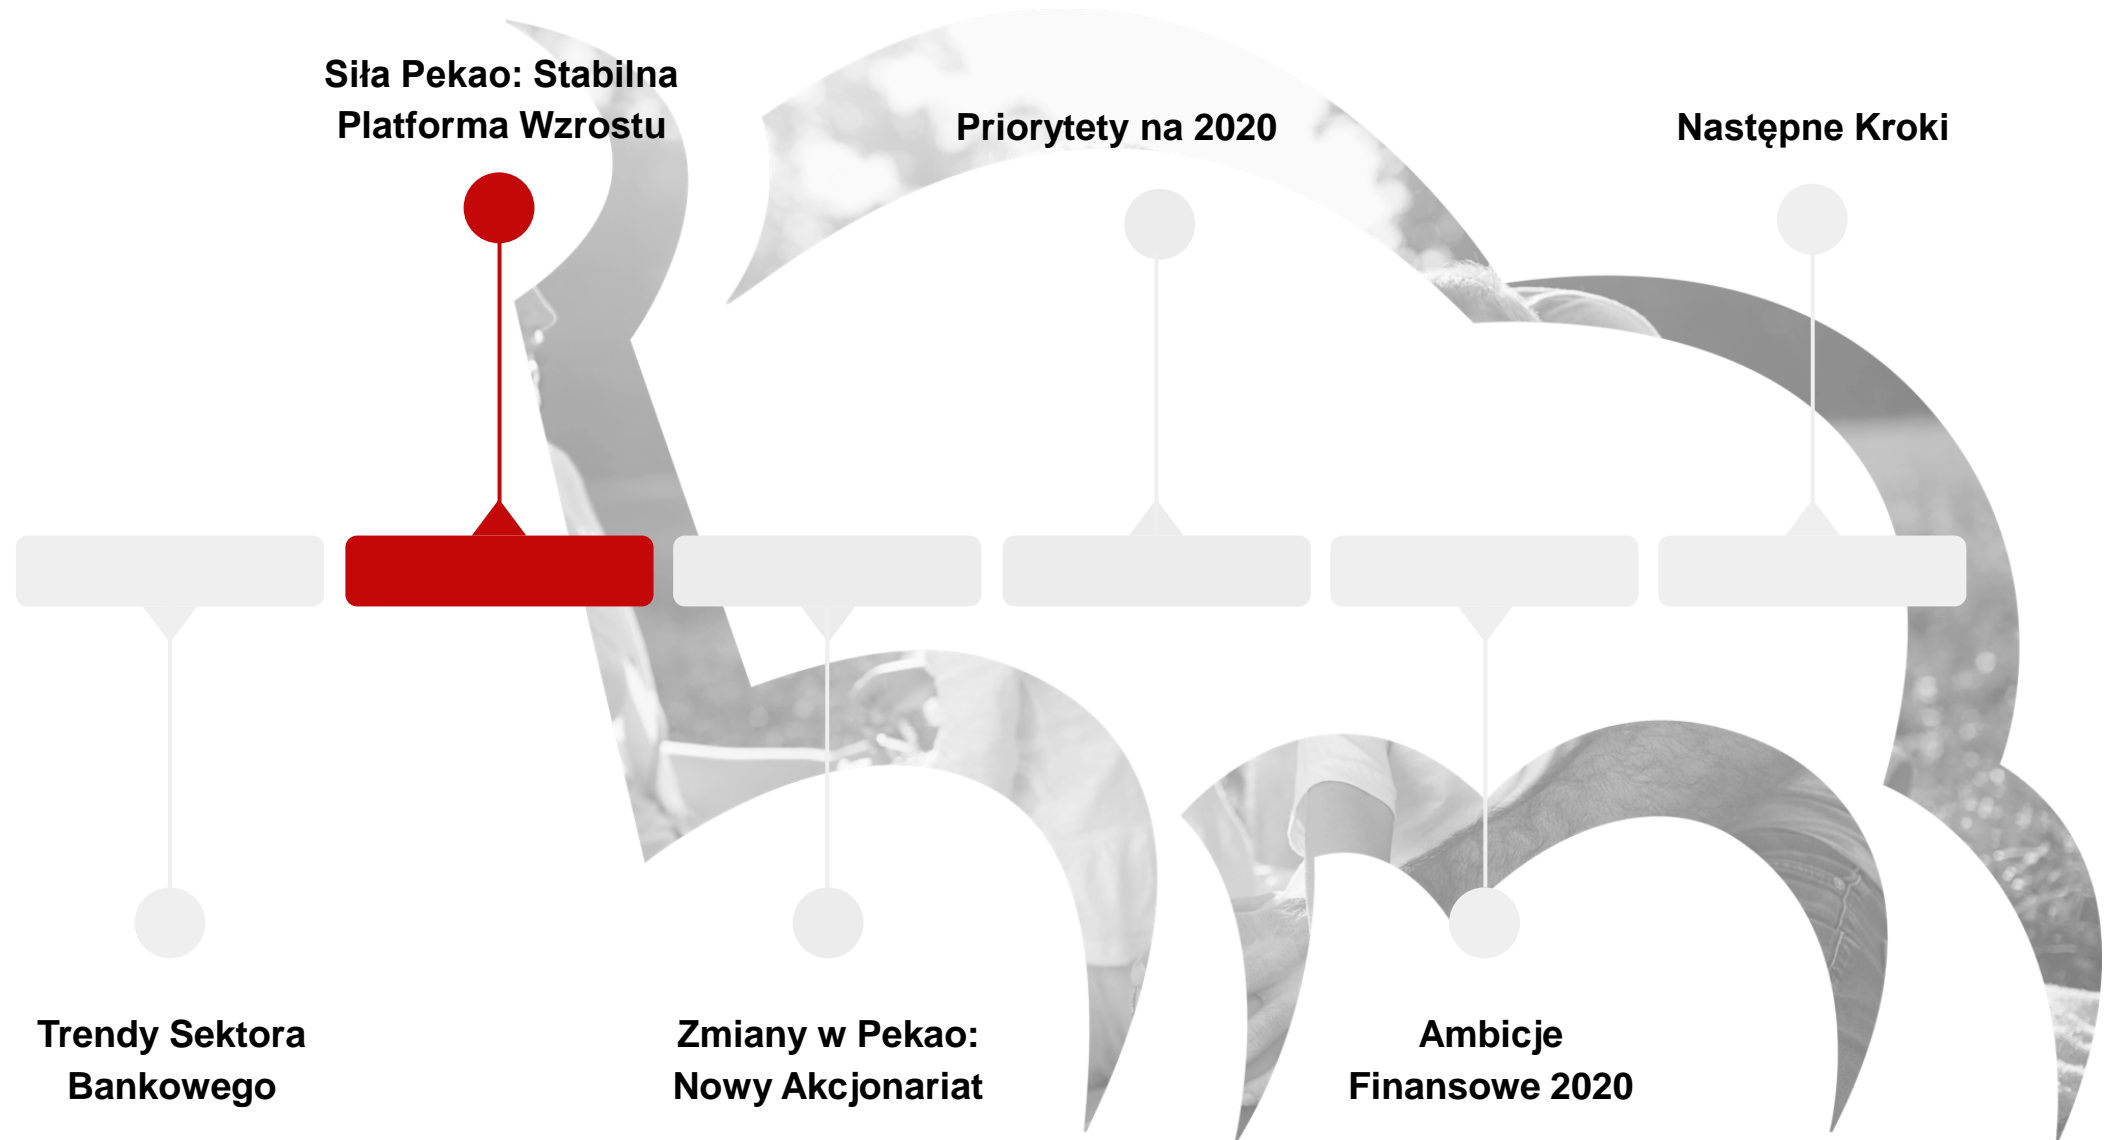 Siła Pekao: Stabilna
Platforma Wzrostu
Priorytety na 2020
Następne Kroki
Trendy Sektora
Bankowego
Zmiany w Pekao:
Nowy Akcjonariat
Ambicje
Finansowe 2020